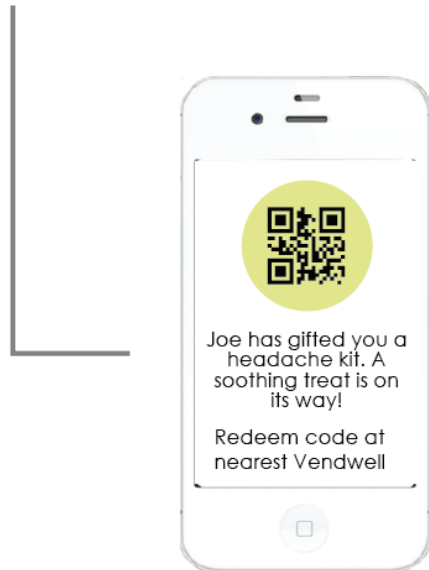 Joe has gifted you a
headache kit. A
soothing treat is on
its way!
Redeem code at
nearest Vendwell